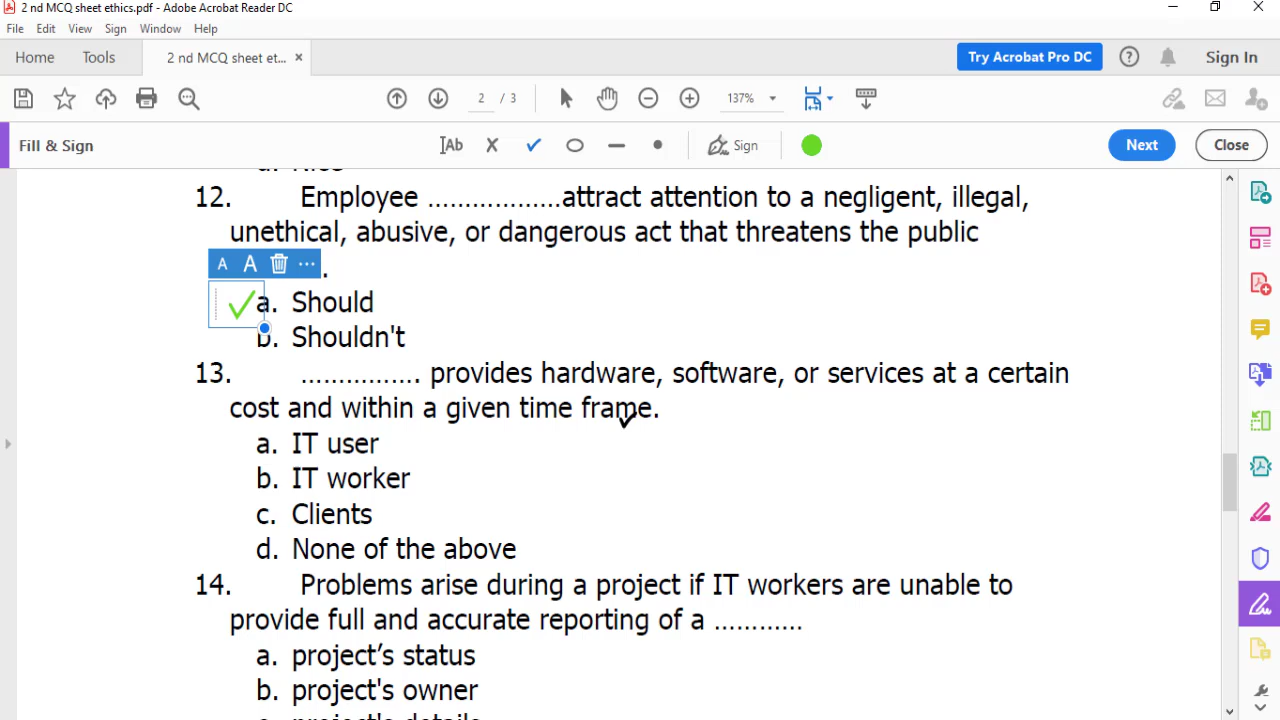 2 nd MCQ sheet ethics.pdf - Adobe Acrobat Reader DC
File Edit View Sign Window Help
Home Tools 2 nd MCQ sheet et... × Try Acrobat Pro DC Sign In
2 / 3 137%
Fill & Sign Ab Sign Next Close
12. Employee ………………attract attention to a negligent, illegal,
unethical, abusive, or dangerous act that threatens the public
A A ... .
a. Should
b. Shouldn't
13. ……………. provides hardware, software, or services at a certain
cost and within a given time frame.
a. IT user
b. IT worker
c. Clients
d. None of the above
14. Problems arise during a project if IT workers are unable to
provide full and accurate reporting of a …………
a. project’s status
b. project's owner